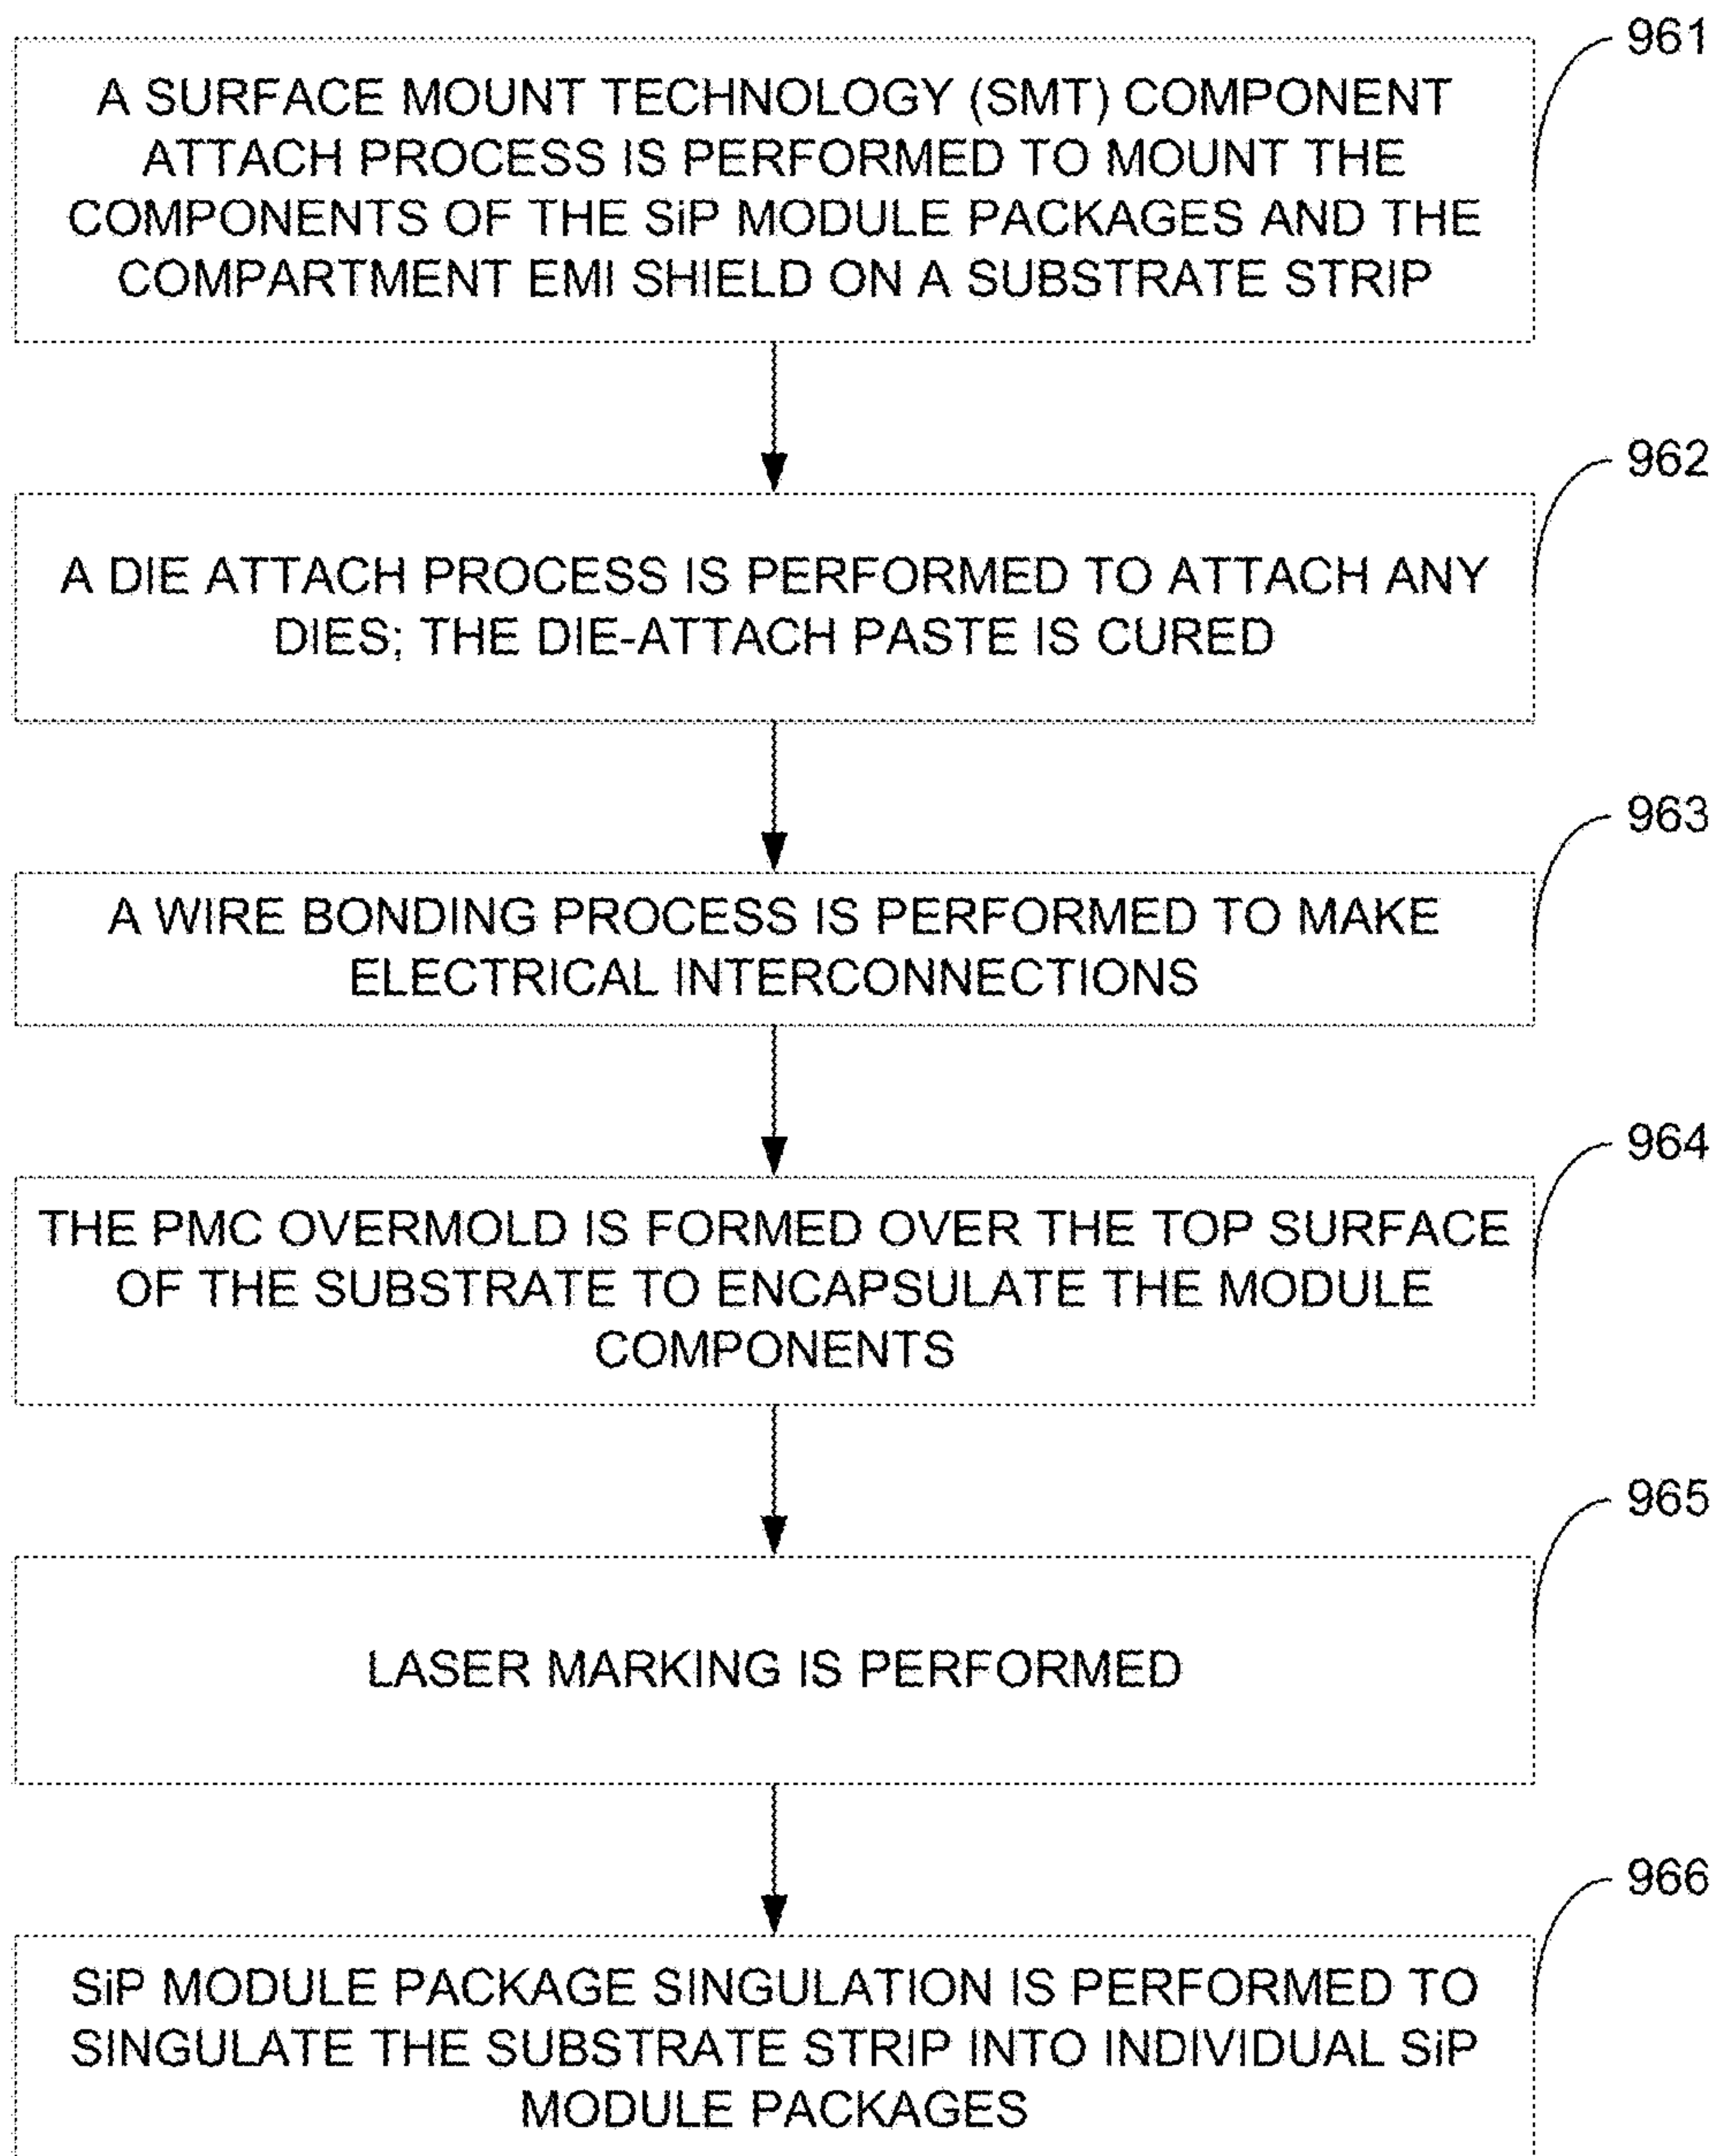 961
A SURFACE MOUNT TECHNOLOGY (SMT) COMPONENT
ATTACH PROCESS IS PERFORMED TO MOUNT THE
COMPONENTS OF THE SiP MODULE PACKAGES AND THE
COMPARTMENT EMI SHIELD ON A SUBSTRATE STRIP
962
A DIE ATTACH PROCESS IS PERFORMED TO ATTACH ANY
DIES; THE DIE-ATTACH PASTE IS CURED
963
A WIRE BONDING PROCESS IS PERFORMED TO MAKE
ELECTRICAL INTERCONNECTIONS
964
THE PMC OVERMOLD IS FORMED OVER THE TOP SURFACE
OF THE SUBSTRATE TO ENCAPSULATE THE MODULE
COMPONENTS
965
LASER MARKING IS PERFORMED
966
SiP MODULE PACKAGE SINGULATION IS PERFORMED TO
SINGULATE THE SUBSTRATE STRIP INTO INDIVIDUAL SiP
MODULE PACKAGES